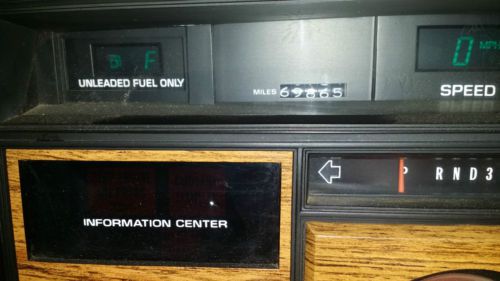 F
UNLEADED FUEL ONLY
MILES 69865
0 MPH
SPEED
P R N D 3
INFORMATION CENTER